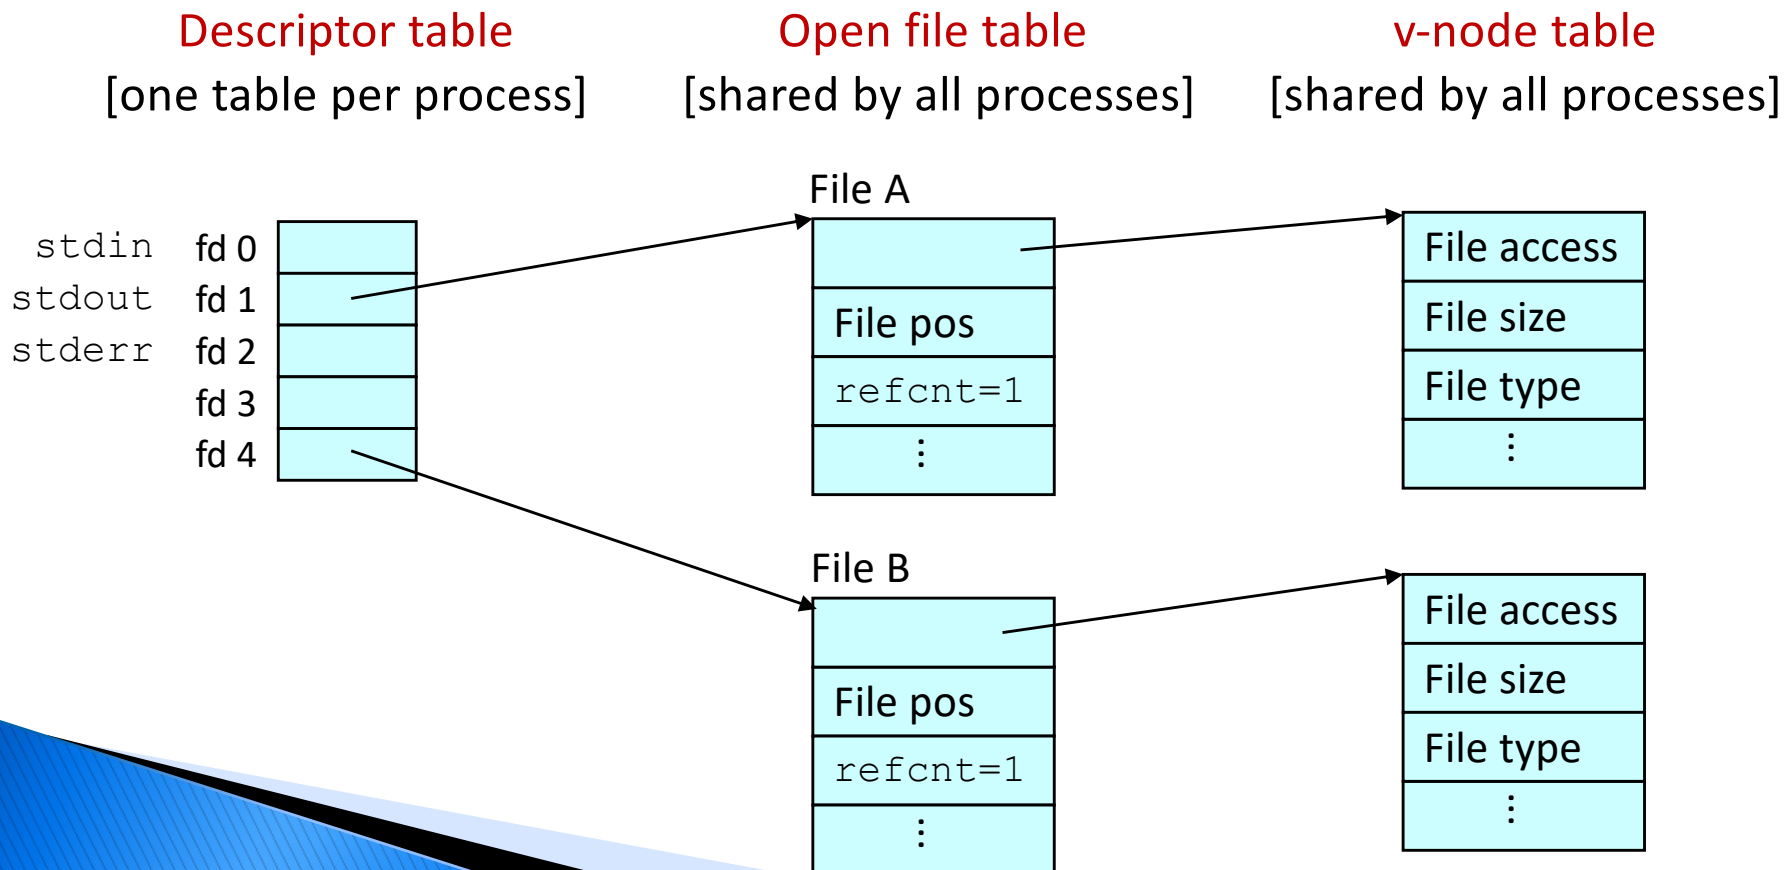 Descriptor table
[one table per process]
Open file table
[shared by all processes]
v-node table
[shared by all processes]
stdin fd 0
stdout fd 1
stderr fd 2
fd 3
fd 4
File A
File pos
refcnt=1
⋮
File access
File size
File type
⋮
File B
File pos
refcnt=1
⋮
File access
File size
File type
⋮